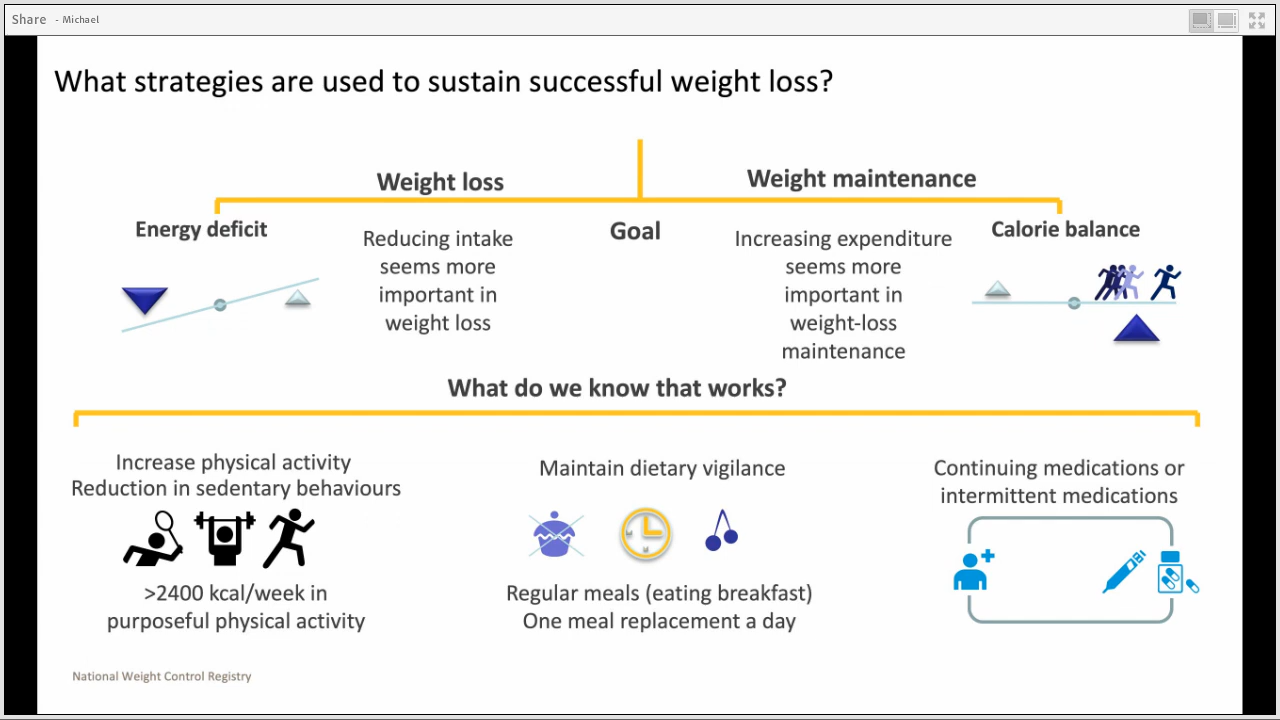 Share - Michael
What strategies are used to sustain successful weight loss?
Weight loss
Weight maintenance
Energy deficit
Reducing intake
seems more
important in
weight loss
Goal
Increasing expenditure
seems more
important in
weight-loss
maintenance
Calorie balance
What do we know that works?
Increase physical activity
Reduction in sedentary behaviours
>2400 kcal/week in
purposeful physical activity
Maintain dietary vigilance
Regular meals (eating breakfast)
One meal replacement a day
Continuing medications or
intermittent medications
National Weight Control Registry